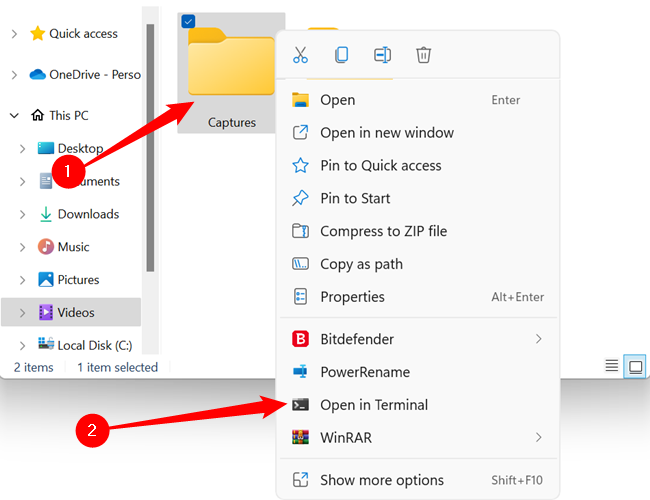 Quick access
OneDrive - Perso
This PC
Desktop
1
uments
Downloads
Music
Pictures
Videos
Local Disk (C:)
2 items
1 item selected
Captures
Open Enter
Open in new window
Pin to Quick access
Pin to Start
Compress to ZIP file
Copy as path
Properties Alt+Enter
B Bitdefender
PowerRename
2
Open in Terminal
WinRAR
Show more options Shift+F10